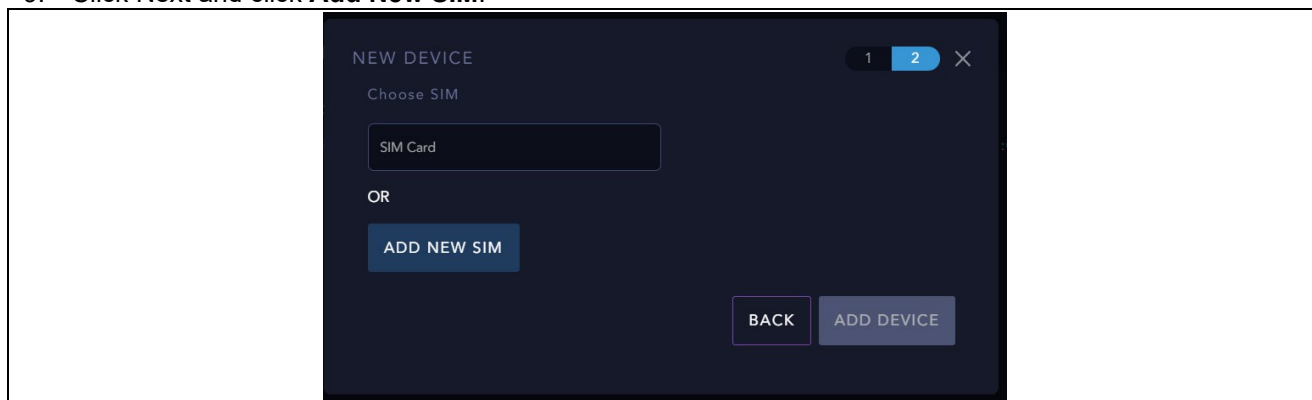 Click Next and click Add New SIM.
NEW DEVICE
1 2
Choose SIM
SIM Card
OR
ADD NEW SIM
BACK ADD DEVICE